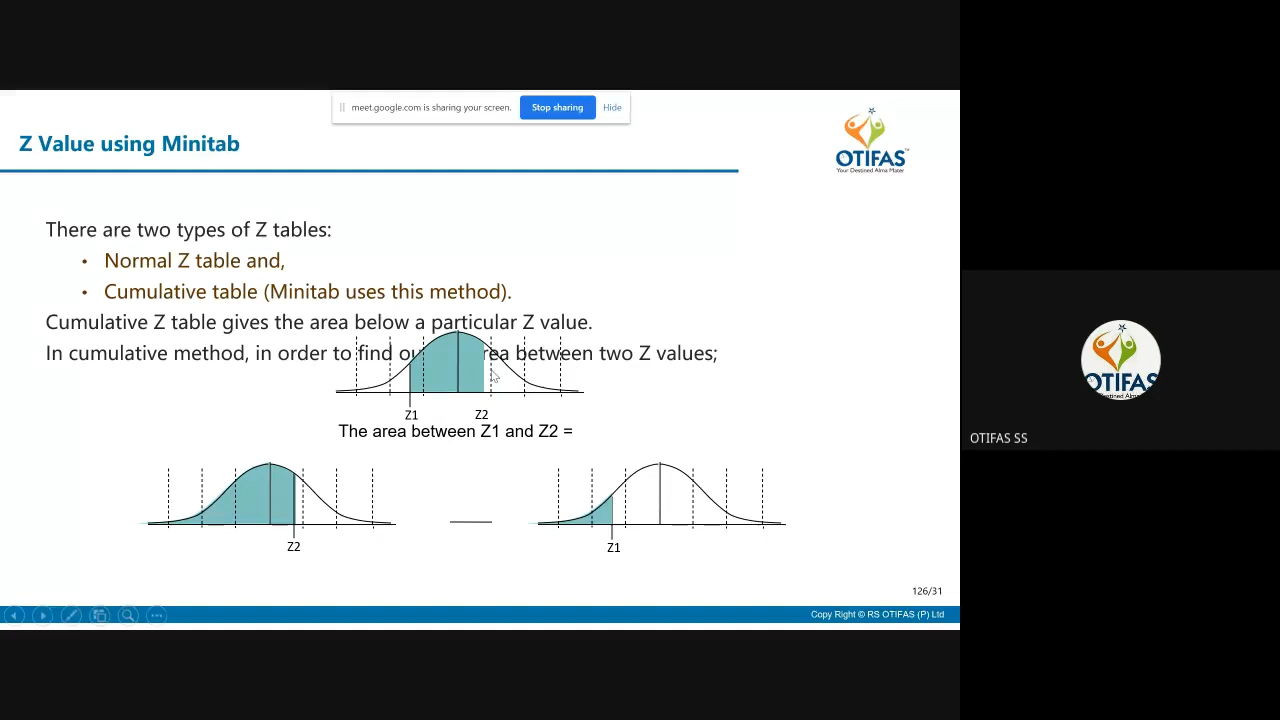 meet.google.com is sharing your screen. Stop sharing Hide
Z Value using Minitab
OTIFAS
Your Destined Alma Mater
There are two types of Z tables:
• Normal Z table and,
• Cumulative table (Minitab uses this method).
Cumulative Z table gives the area below a particular Z value.
In cumulative method, in order to find between two Z values;
Z1 Z2
The area between Z1 and Z2 =
Z2
Z1
126/31
Copy Right © RS OTIFAS (P) Ltd
OTIFAS
OTIFAS SS